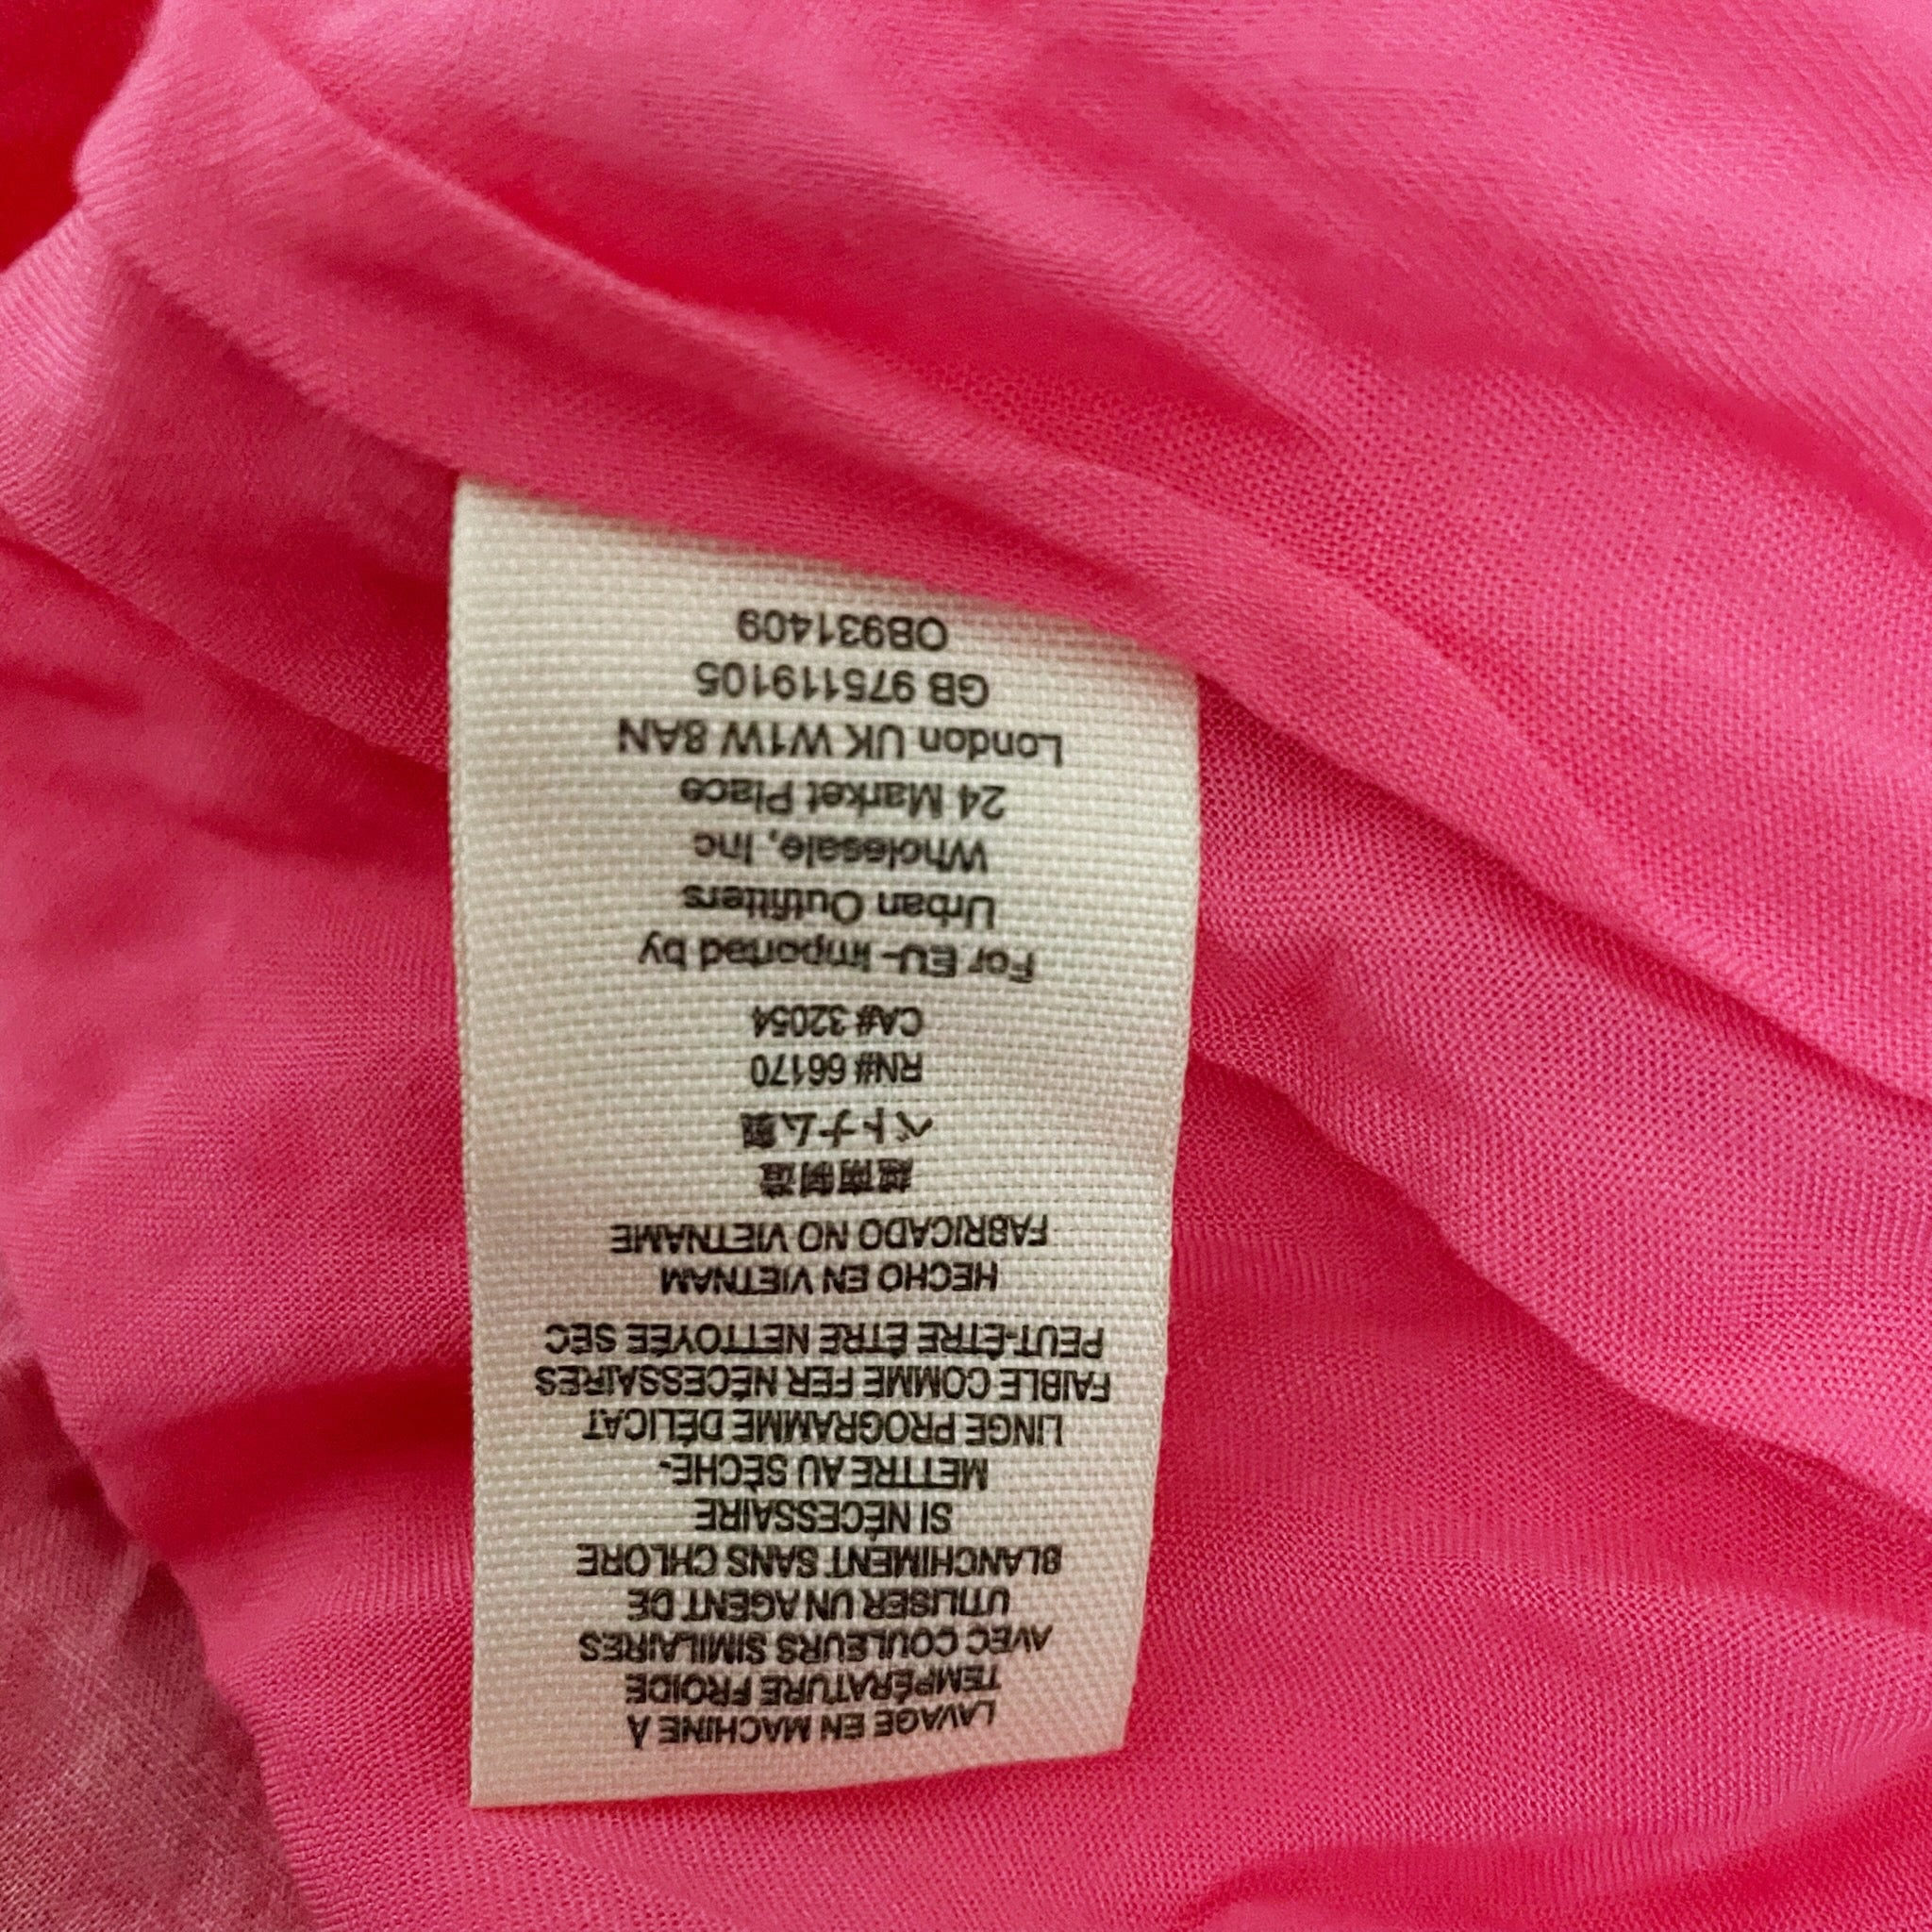 LAVAGE EN MACHINE À
TEMPÉRATURE FROIDE
AVEC COULEURS SIMILAIRES
UTILISER UN AGENT DE
BLANCHIMENT SANS CHLORE
SI NÉCESSAIRE
METTRE AU SÈCHE-
LINGE PROGRAMME DÉLICAT
FAIBLE COMME FER NÉCESSAIRES
PEUT-ÊTRE ÊTRE NETTOYÉE SEC
HECHO EN VIETNAM
FABRICADO NO VIETNAME
越南制造
ベトナム製
RN# 66170
CA# 32054
For EU- imported by
Urban Outfitters
Wholesale, Inc
24 Market Place
London UK W1W 8AN
GB 975119105
OB931409